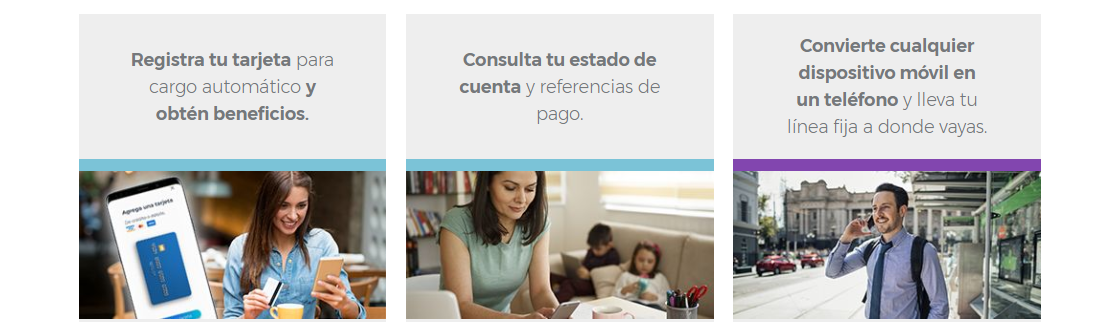 Registra tu tarjeta para
cargo automático y
obtén beneficios.
Consulta tu estado de
cuenta y referencias de
pago.
Convierte cualquier
dispositivo móvil en
un teléfono y lleva tu
línea fija a donde vayas.
Agrega una tarjeta